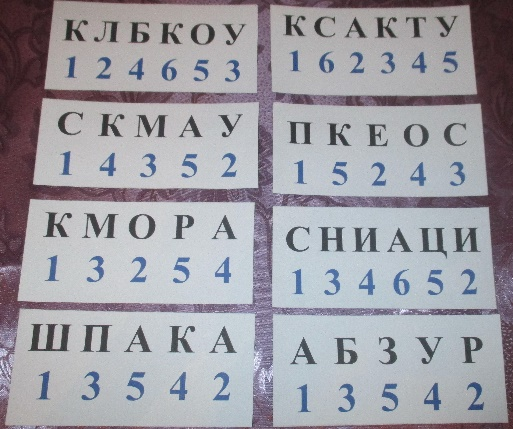 КЛБКОУ
1 2 4 6 5 3
КСАКТУ
1 6 2 3 4 5
СКМАУ
1 4 3 5 2
ПКЕОС
1 5 2 4 3
КМОРА
1 3 2 5 4
СНИАЦИ
1 3 4 6 5 2
ШПАКА
1 3 5 4 2
АБЗУР
1 3 5 4 2